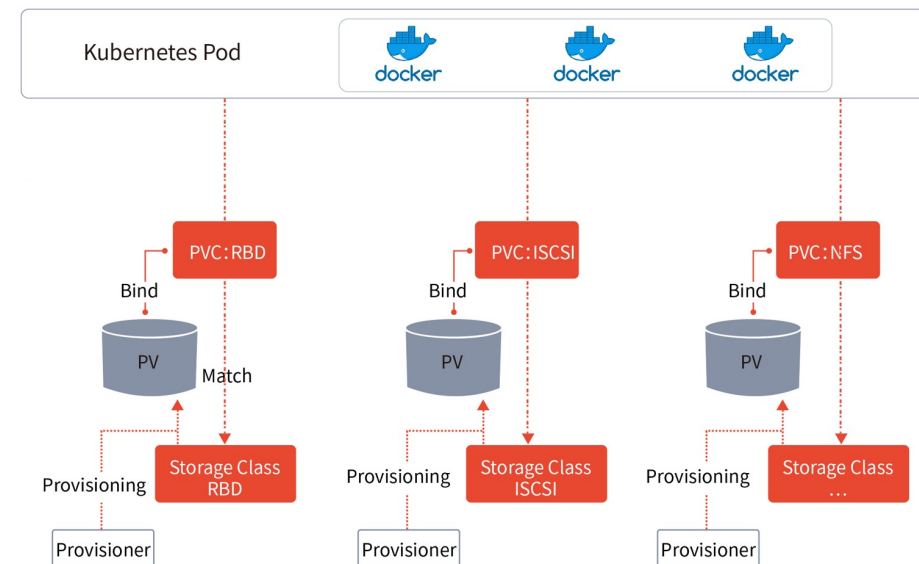 Kubernetes Pod
docker
docker
docker
PVC:RBD
PVC:ISCSI
PVC:NFS
Bind
Bind
Bind
PV
PV
PV
Match
Storage Class
RBD
Storage Class
ISCSI
Storage Class
...
Provisioning
Provisioning
Provisioning
Provisioner
Provisioner
Provisioner